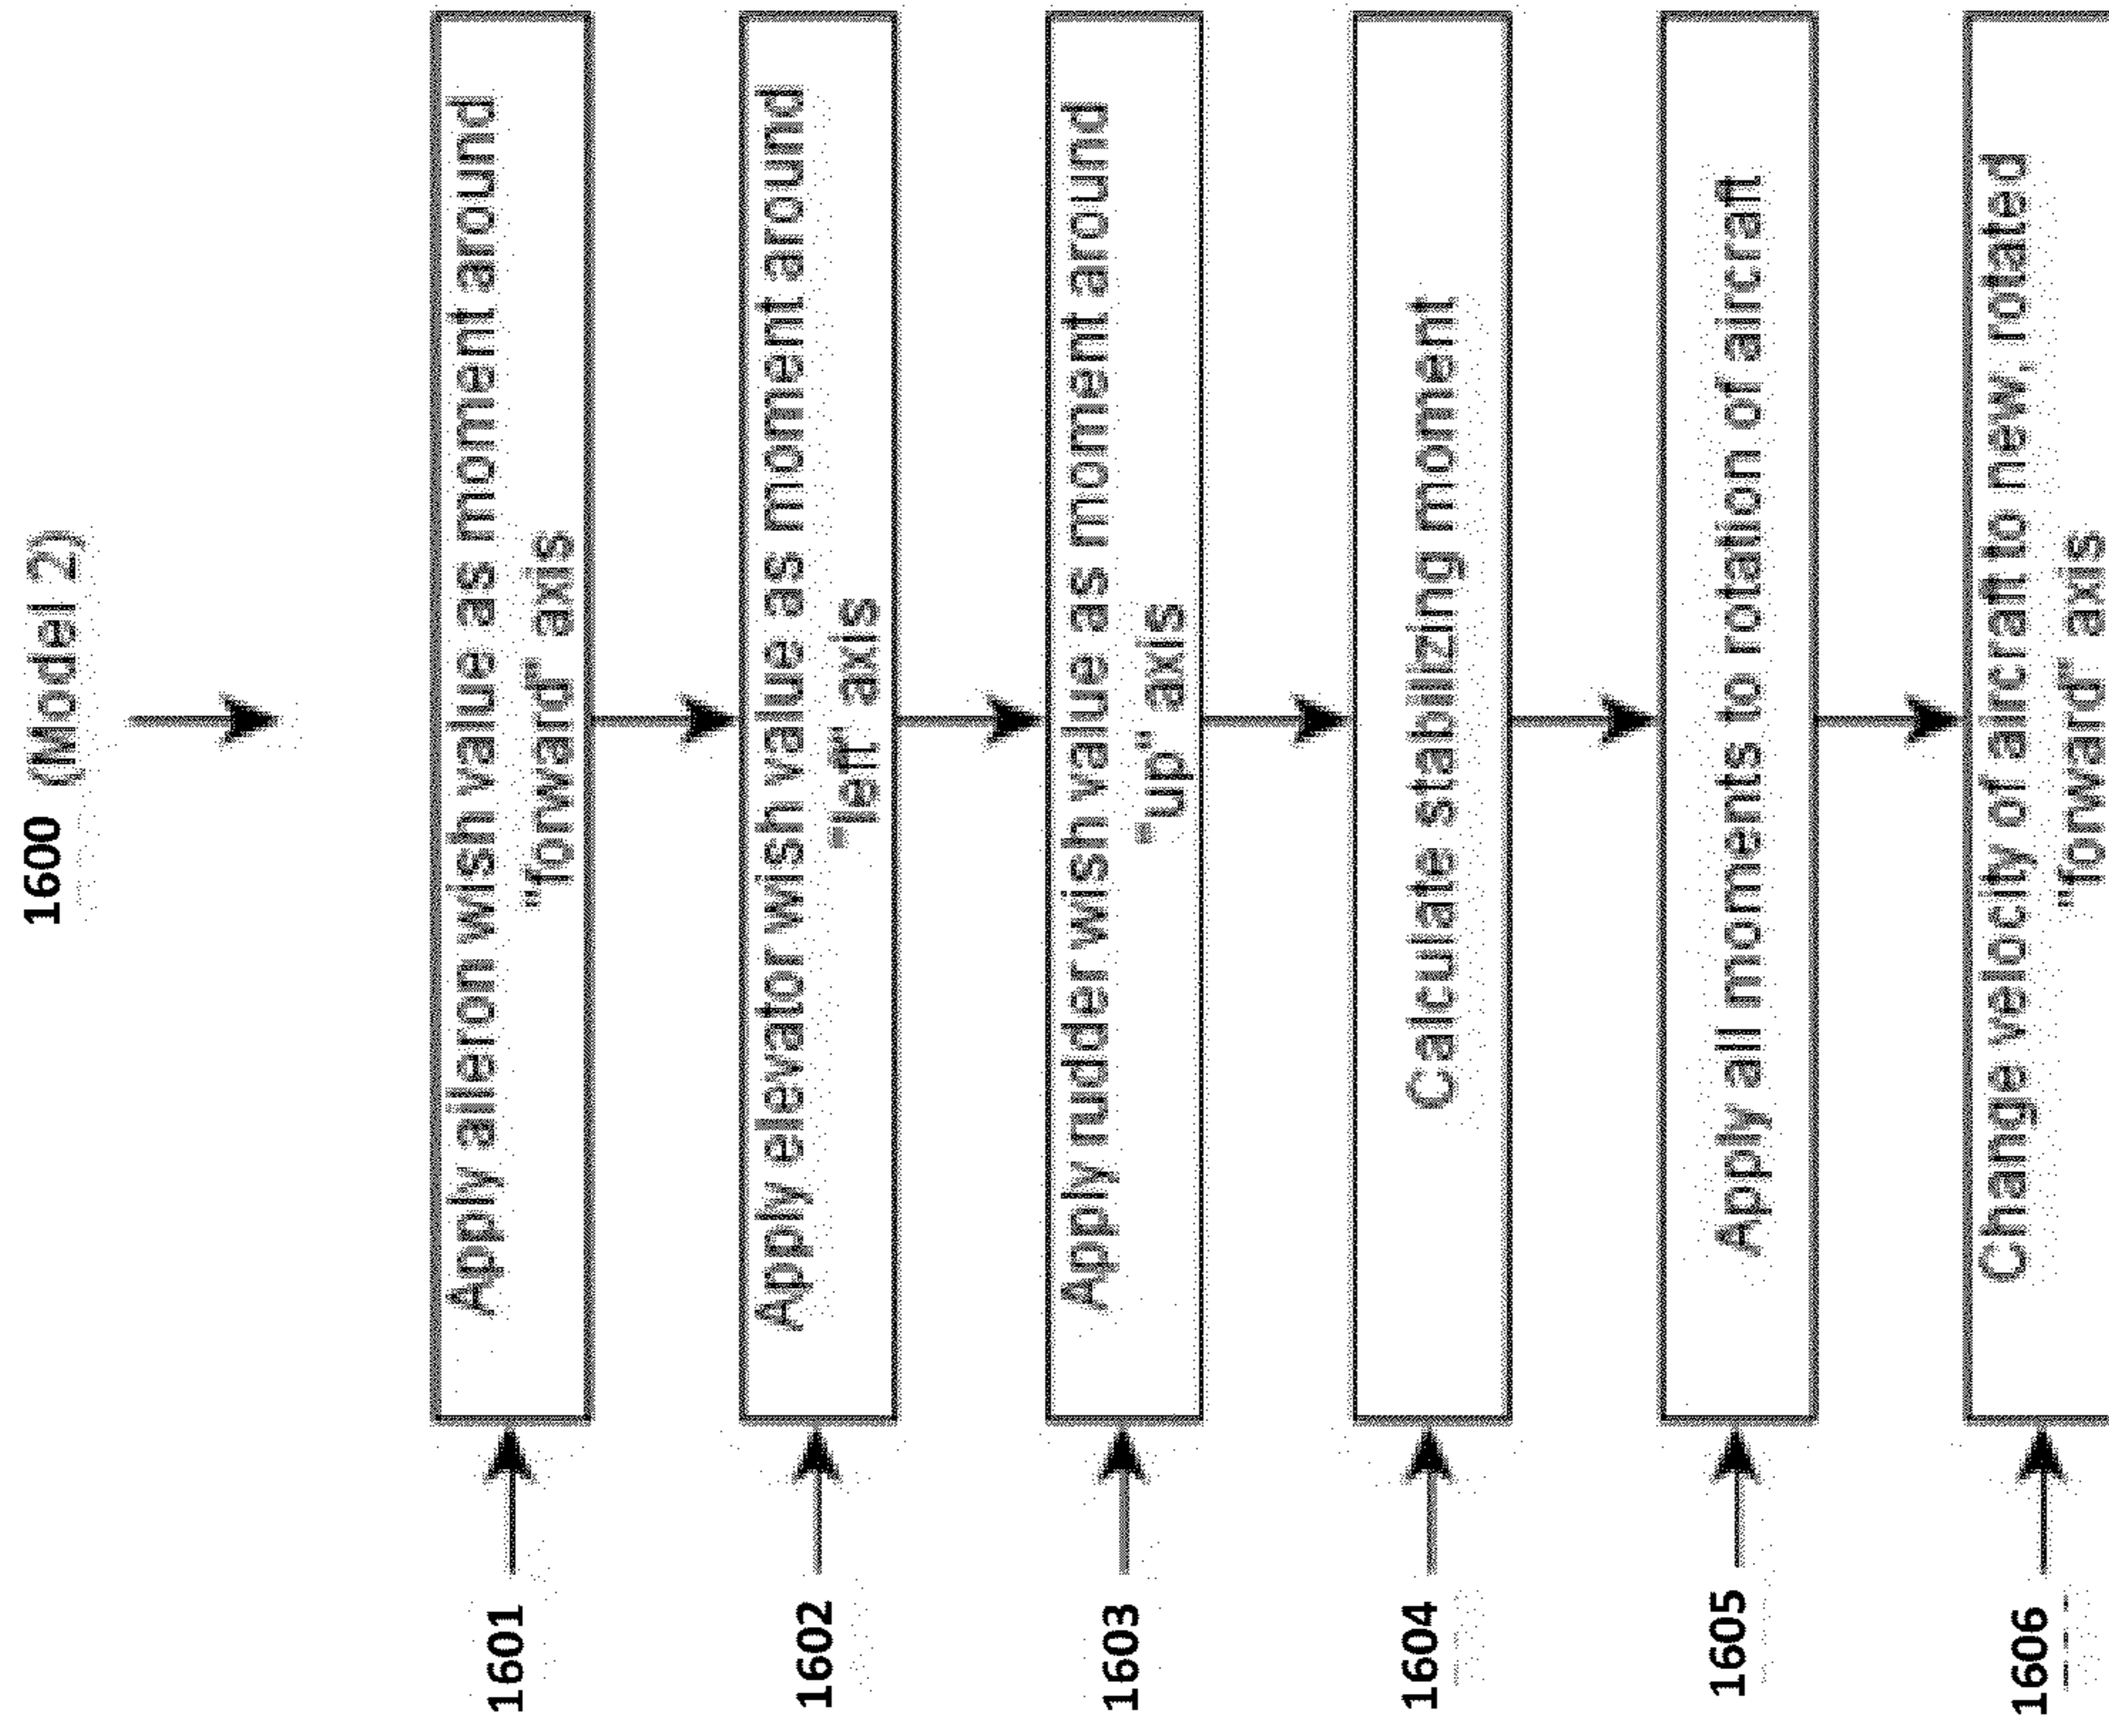 1600 (Model 2)
1601
Apply aileron wish value as moment around
"forward" axis
1602
Apply elevator wish value as moment around
"left" axis
1603
Apply rudder wish value as moment around
"up" axis
1604
Calculate stabilizing moment
1605
Apply all moments to rotation of aircraft
1606
Change velocity of aircraft to new, rotated
"forward" axis